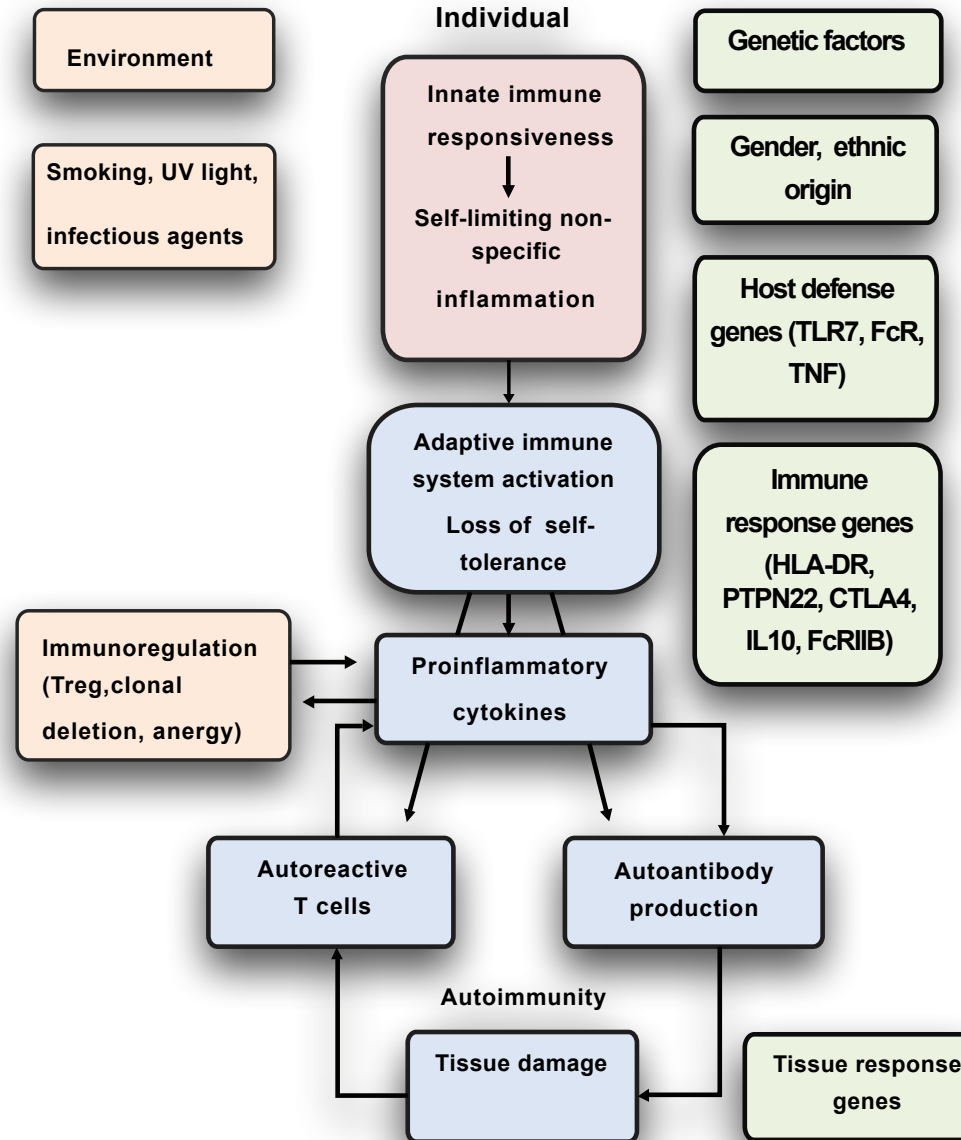 Individual
Environment
Smoking, UV light,
infectious agents
Innate immune
responsiveness
Self-limiting non-
specific
inflammation
Genetic factors
Gender, ethnic
origin
Host defense
genes (TLR7, FcR,
TNF)
Adaptive immune
system activation
Loss of self-
tolerance
Immune
response genes
(HLA-DR,
PTPN22, CTLA4,
IL10, FcRIIB)
Immunoregulation
(Treg,clonal
deletion, anergy)
Proinflammatory
cytokines
Autoreactive
T cells
Autoantibody
production
Autoimmunity
Tissue damage
Tissue response
genes